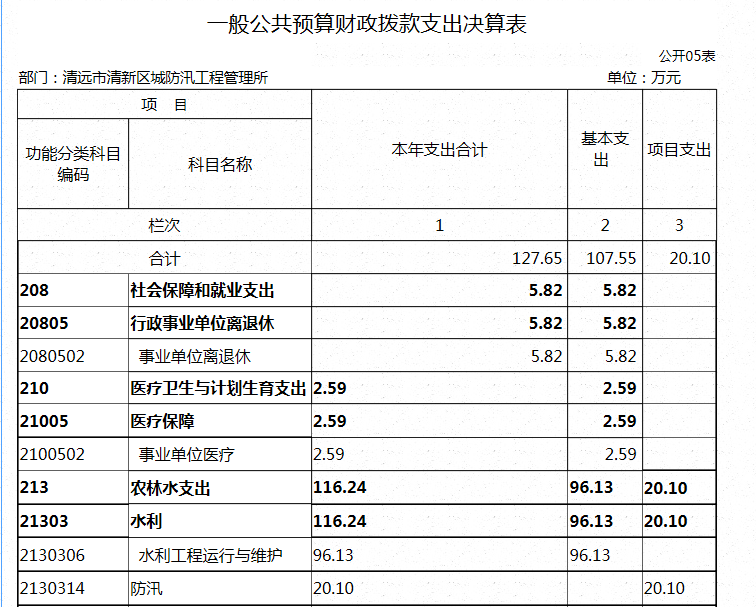 一般公共预算财政拨款支出决算表
公开05表
部门：清远市清新区城防汛工程管理所 单位：万元
项 目
功能分类科目编码 科目名称 本年支出合计 基本支出 项目支出
栏次 1 2 3
合计 127.65 107.55 20.10
208 社会保障和就业支出 5.82 5.82
20805 行政事业单位离退休 5.82 5.82
2080502 事业单位离退休 5.82 5.82
210 医疗卫生与计划生育支出 2.59 2.59
21005 医疗保障 2.59 2.59
2100502 事业单位医疗 2.59 2.59
213 农林水支出 116.24 96.13 20.10
21303 水利 116.24 96.13 20.10
2130306 水利工程运行与维护 96.13 96.13
2130314 防汛 20.10 20.10